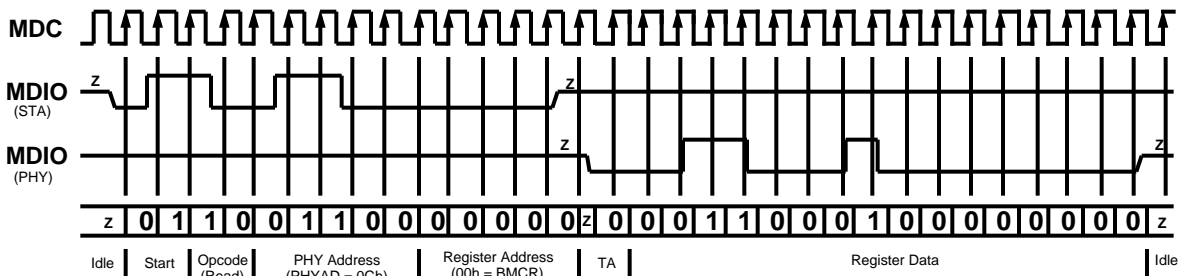 MDC
z
z
MDIO
(STA)
z
z
MDIO
(PHY)
z 0 1 1 0 0 1 1 0 0 0 0 0 0 0 z 0 0 0 1 1 0 0 0 1 0 0 0 0 0 0 0 0 z
Idle Start Opcode PHY Address Register Address TA Register Data Idle
(Read) (PHYAD = 0Ch) (00h = BMCR)